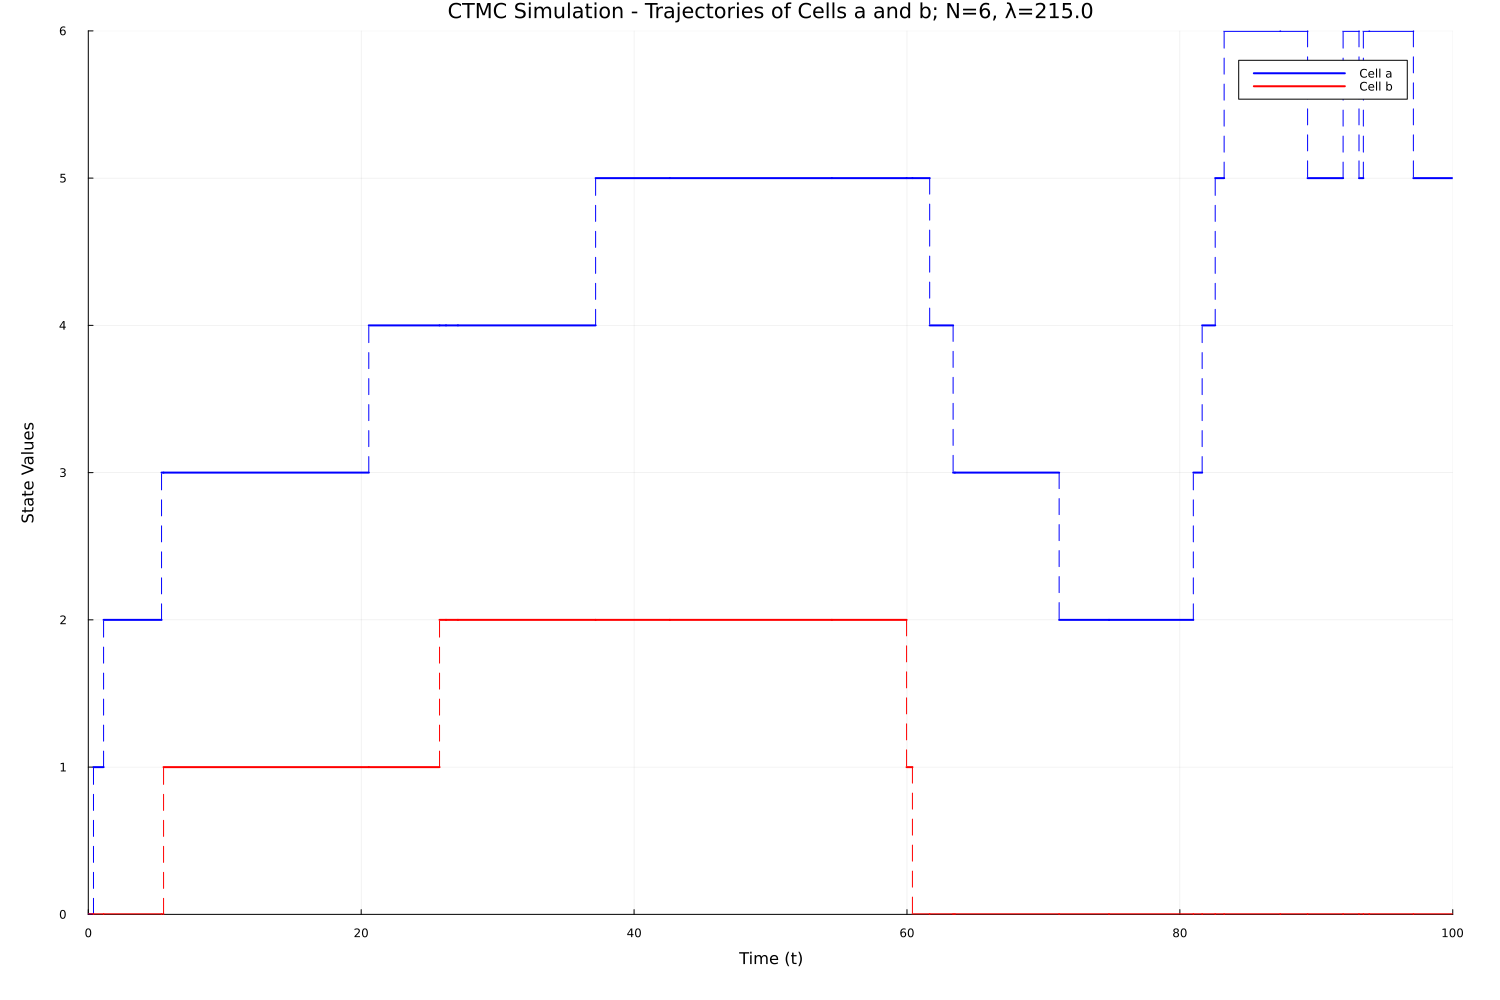 CTMC Simulation - Trajectories of Cells a and b; N=6, λ=215.0
6
Cell a
Cell b
5
4
3
2
1
0
State Values
0 20 40 60 80 100
Time (t)